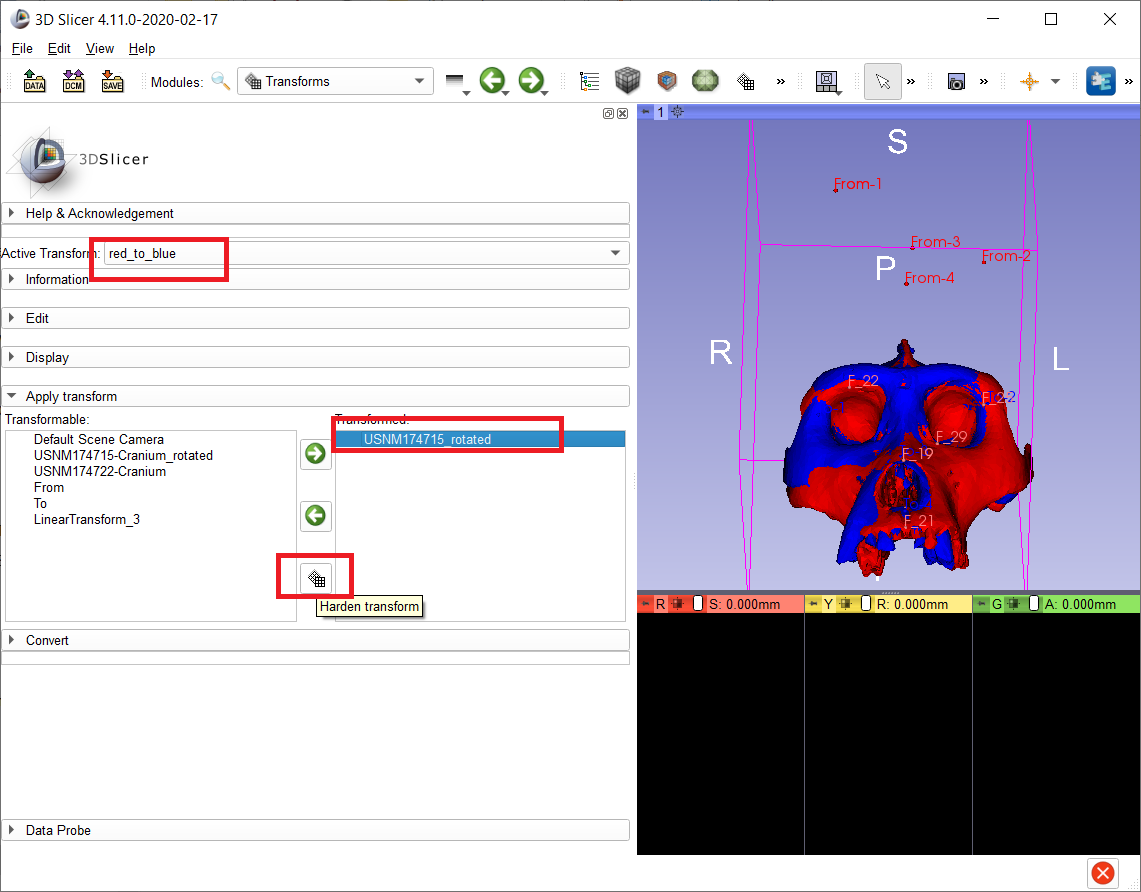 3D Slicer 4.11.0-2020-02-17
File Edit View Help
DATA DCM SAVE Modules: Transforms » » » »
1
3DSlicer
Help & Acknowledgement
Active Transform: red_to_blue
Information
Edit
Display
Apply transform
Transformable:
Default Scene Camera
USNM174715-Cranium_rotated
USNM174722-Cranium
From
To
LinearTransform_3
Transformed:
USNM174715_rotated
Harden transform
Convert
Data Probe
S
From-1
From-3
From-2
P
From-4
R
L
F_22
F_29
F_19
F_21
R S: 0.000mm
Y R: 0.000mm
G A: 0.000mm